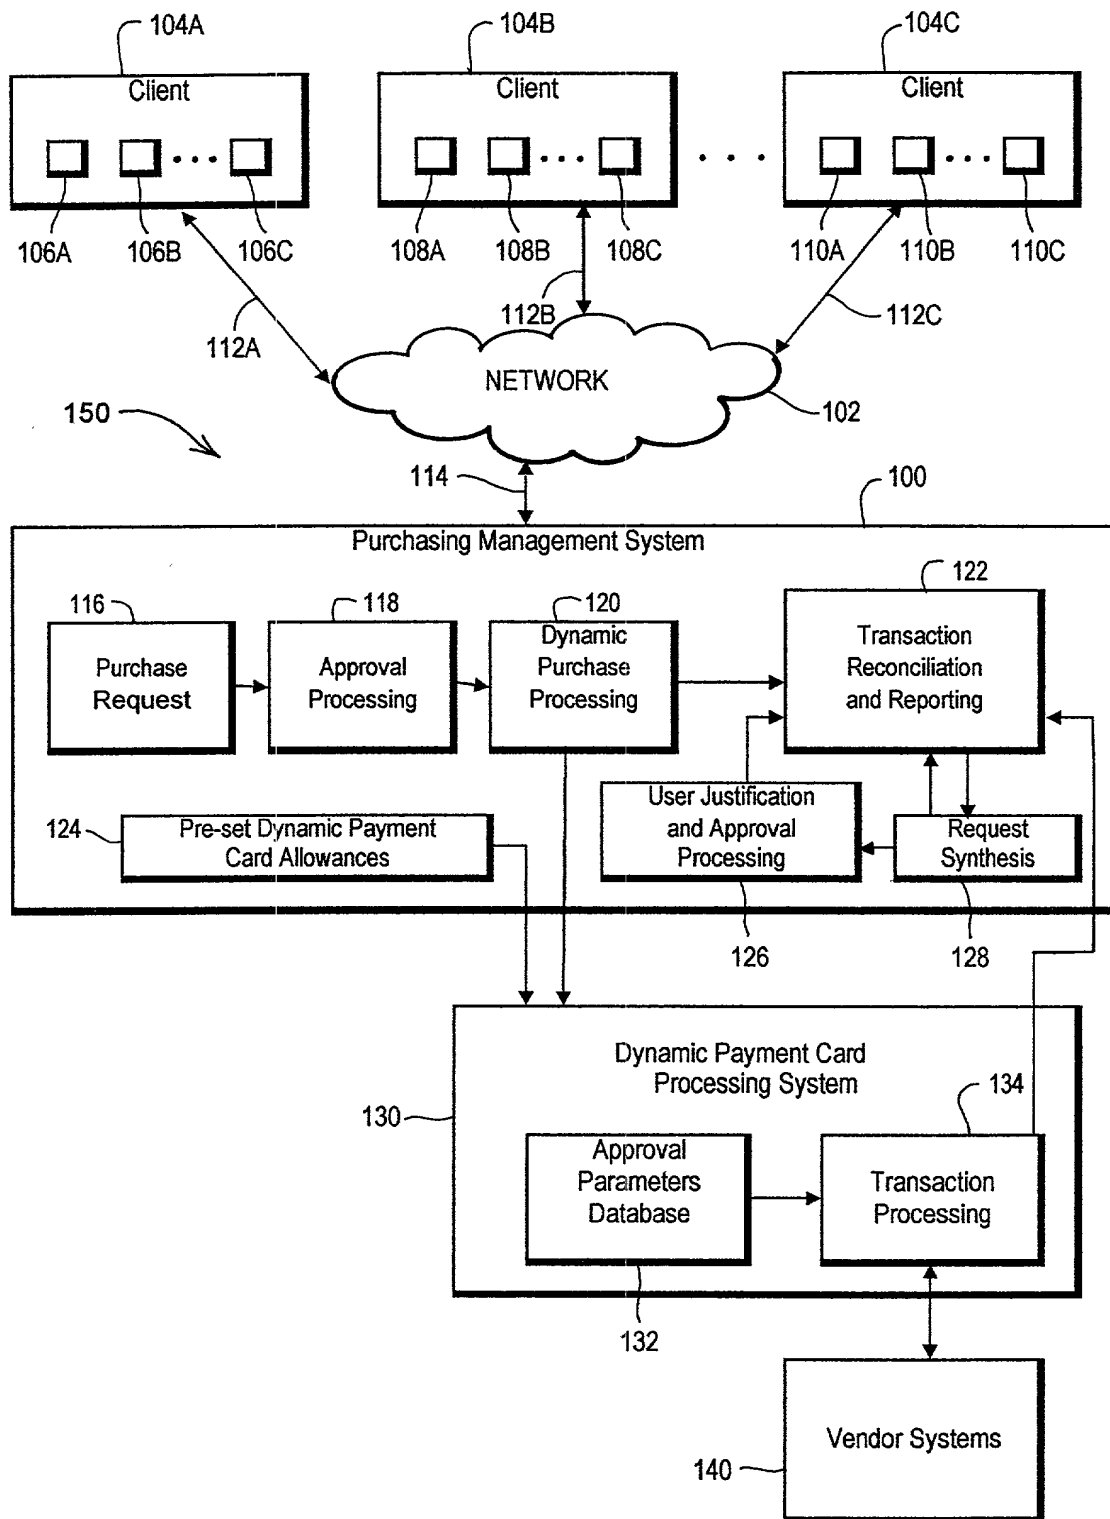 104A
104B
104C
Client
Client
Client
106A
106B
106C
108A
108B
108C
110A
110B
110C
112A
112B
112C
NETWORK
102
150
114
100
Purchasing Management System
116
118
120
122
Purchase
Request
Approval
Processing
Dynamic
Purchase
Processing
Transaction
Reconciliation
and Reporting
124
Pre-set Dynamic Payment
Card Allowances
User Justification
and Approval
Processing
Request
Synthesis
126
128
Dynamic Payment Card
Processing System
130
134
Approval
Parameters
Database
Transaction
Processing
132
Vendor Systems
140